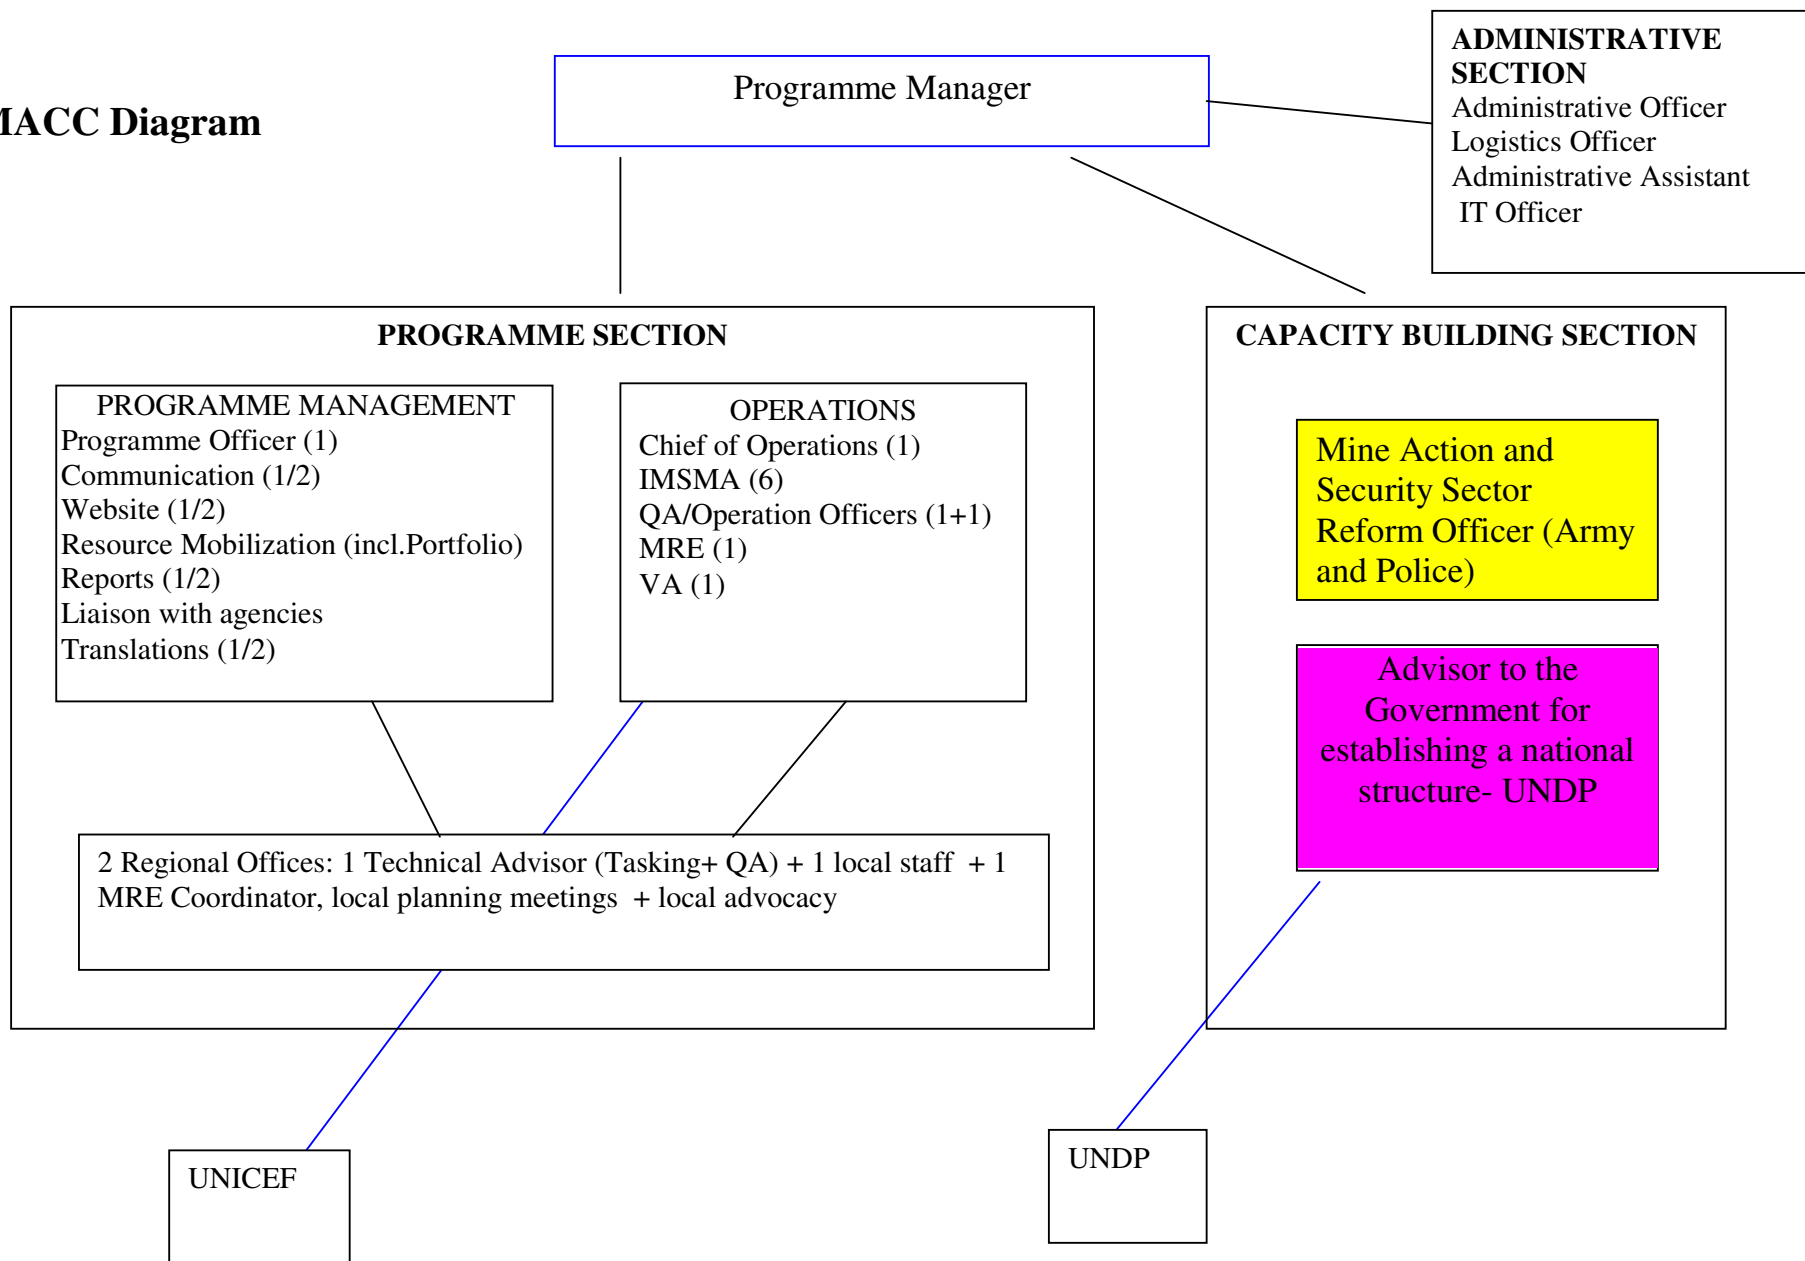 MACC Diagram
Programme Manager
ADMINISTRATIVE
SECTION
Administrative Officer
Logistics Officer
Administrative Assistant
IT Officer
PROGRAMME SECTION
PROGRAMME MANAGEMENT
Programme Officer (1)
Communication (1/2)
Website (1/2)
Resource Mobilization (incl.Portfolio)
Reports (1/2)
Liaison with agencies
Translations (1/2)
OPERATIONS
Chief of Operations (1)
IMSMA (6)
QA/Operation Officers (1+1)
MRE (1)
VA (1)
2 Regional Offices: 1 Technical Advisor (Tasking+ QA) + 1 local staff + 1
MRE Coordinator, local planning meetings + local advocacy
CAPACITY BUILDING SECTION
Mine Action and
Security Sector
Reform Officer (Army
and Police)
Advisor to the
Government for
establishing a national
structure- UNDP
UNICEF
UNDP